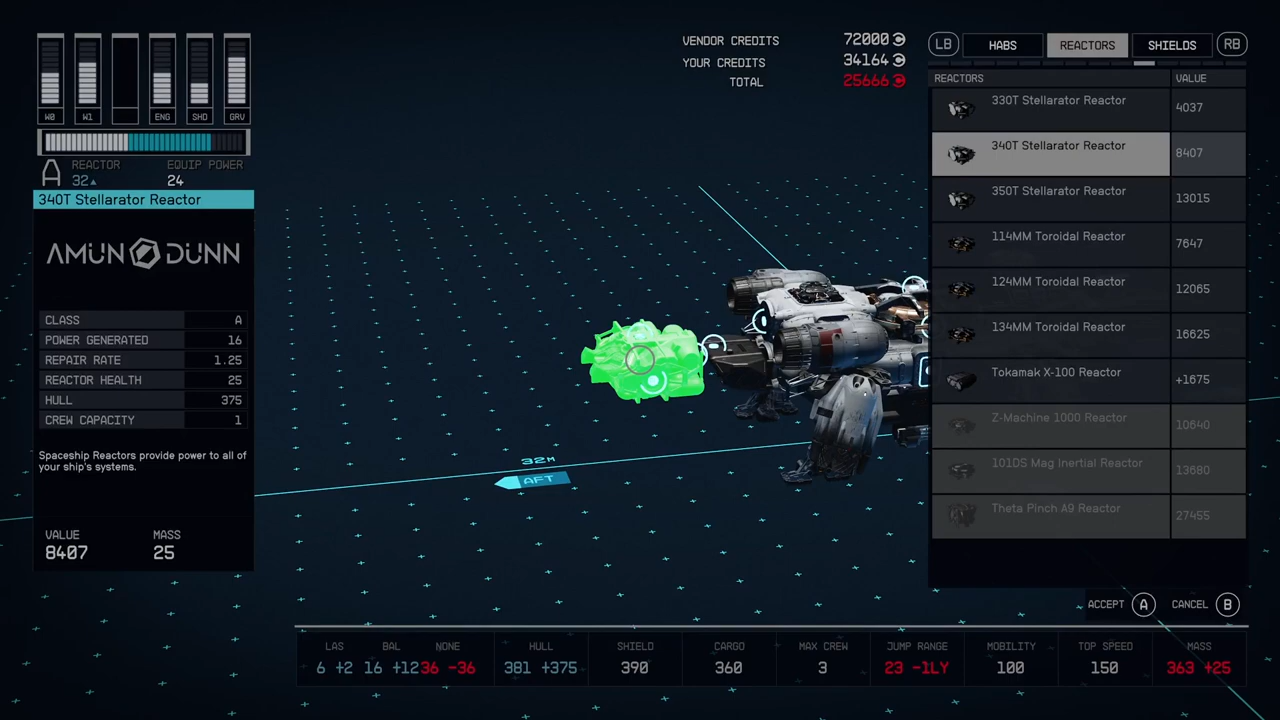 VENDOR CREDITS 72000
YOUR CREDITS 34164
TOTAL 25666
LB HABS REACTORS SHIELDS RB
REACTORS VALUE
330T Stellarator Reactor 4037
340T Stellarator Reactor 8407
350T Stellarator Reactor 13015
114MM Toroidal Reactor 7647
124MM Toroidal Reactor 12065
134MM Toroidal Reactor 16625
Tokamak X-100 Reactor +1675
Z-Machine 1000 Reactor 10640
101DS Mag Inertial Reactor 13680
Theta Pinch A9 Reactor 27455
ACCEPT A CANCEL B
W0 W1 ENG SHD GRV
A REACTOR EQUIP POWER
32 24
340T Stellarator Reactor
AMUN DUNN
CLASS A
POWER GENERATED 16
REPAIR RATE 1.25
REACTOR HEALTH 25
HULL 375
CREW CAPACITY 1
Spaceship Reactors provide power to all of
your ship's systems.
VALUE MASS
8407 25
32M
AFT
LAS BAL NONE HULL SHIELD CARGO MAX CREW JUMP RANGE MOBILITY TOP SPEED MASS
6 +2 16 +12 36 -36 381 +375 390 360 3 23 -1LY 100 150 363 +25